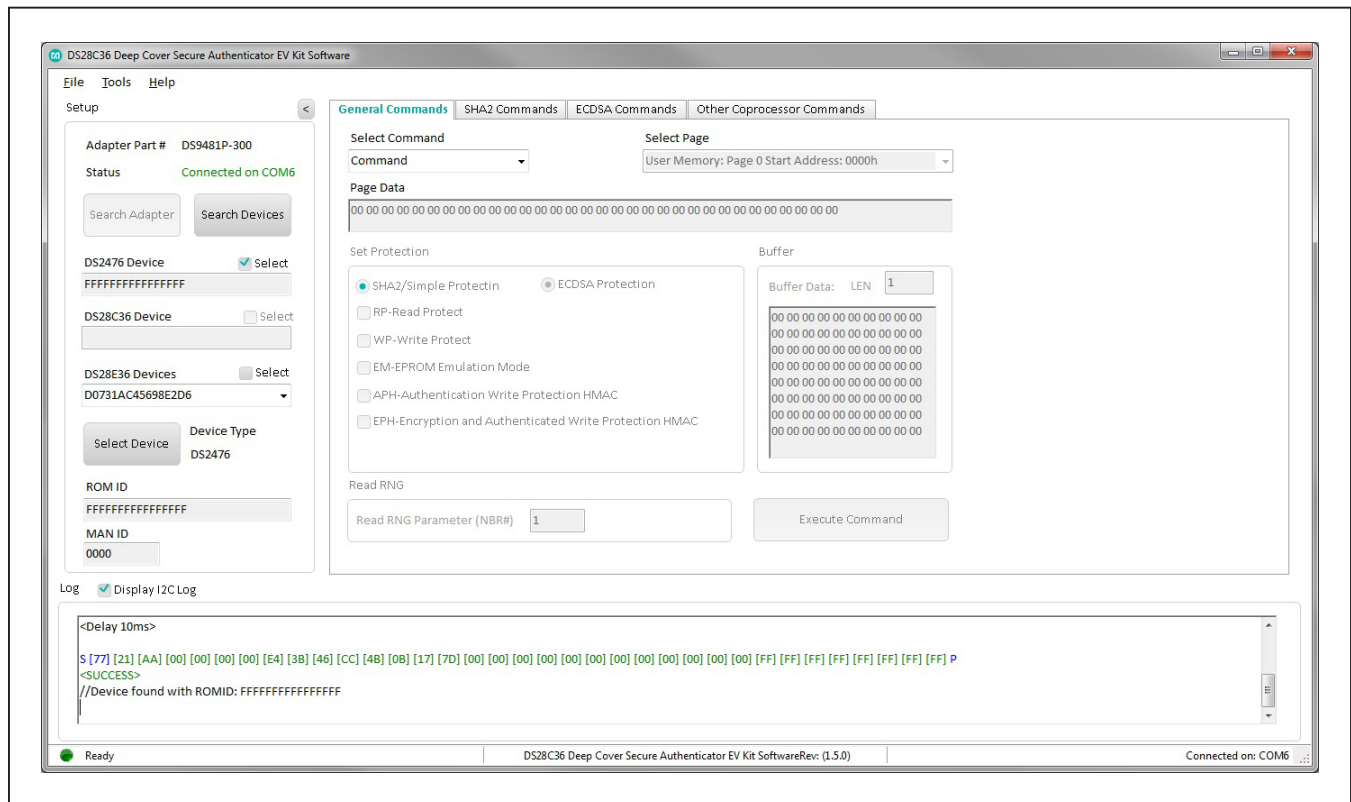 DS28C36 Deep Cover Secure Authenticator EV Kit Software
File Tools Help
Setup <
Adapter Part # DS9481P-300
Status Connected on COM6
Search Adapter Search Devices
DS2476 Device Select
FFFFFFFFFFFFFFFF
DS28C36 Device Select
DS28E36 Devices Select
D0731AC45698E2D6
Select Device
Device Type
DS2476
ROM ID
FFFFFFFFFFFFFFFF
MAN ID
0000
General Commands SHA2 Commands ECDSA Commands Other Coprocessor Commands
Select Command Select Page
Command User Memory: Page 0 Start Address: 0000h
Page Data
00 00 00 00 00 00 00 00 00 00 00 00 00 00 00 00 00 00 00 00 00 00 00 00 00 00 00 00 00 00 00 00
Set Protection
SHA2/Simple Protectin ECDSA Protection
RP-Read Protect
WP-Write Protect
EM-EPROM Emulation Mode
APH-Authentication Write Protection HMAC
EPH-Encryption and Authenticated Write Protection HMAC
Buffer
Buffer Data: LEN 1
00 00 00 00 00 00 00 00 00 00
00 00 00 00 00 00 00 00 00 00
00 00 00 00 00 00 00 00 00 00
00 00 00 00 00 00 00 00 00 00
00 00 00 00 00 00 00 00 00 00
00 00 00 00 00 00 00 00 00 00
00 00 00 00 00 00 00 00 00 00
00 00 00 00 00 00 00 00 00 00
Read RNG
Read RNG Parameter (NBR#) 1
Execute Command
Log Display I2C Log
<Delay 10ms>
S [77] [21] [AA] [00] [00] [00] [00] [E4] [3B] [46] [CC] [4B] [0B] [17] [7D] [00] [00] [00] [00] [00] [00] [00] [00] [00] [00] [00] [00] [FF] [FF] [FF] [FF] [FF] [FF] [FF] [FF] P
<SUCCESS>
//Device found with ROMID: FFFFFFFFFFFFFFFF
Ready DS28C36 Deep Cover Secure Authenticator EV Kit SoftwareRev: (1.5.0) Connected on: COM6